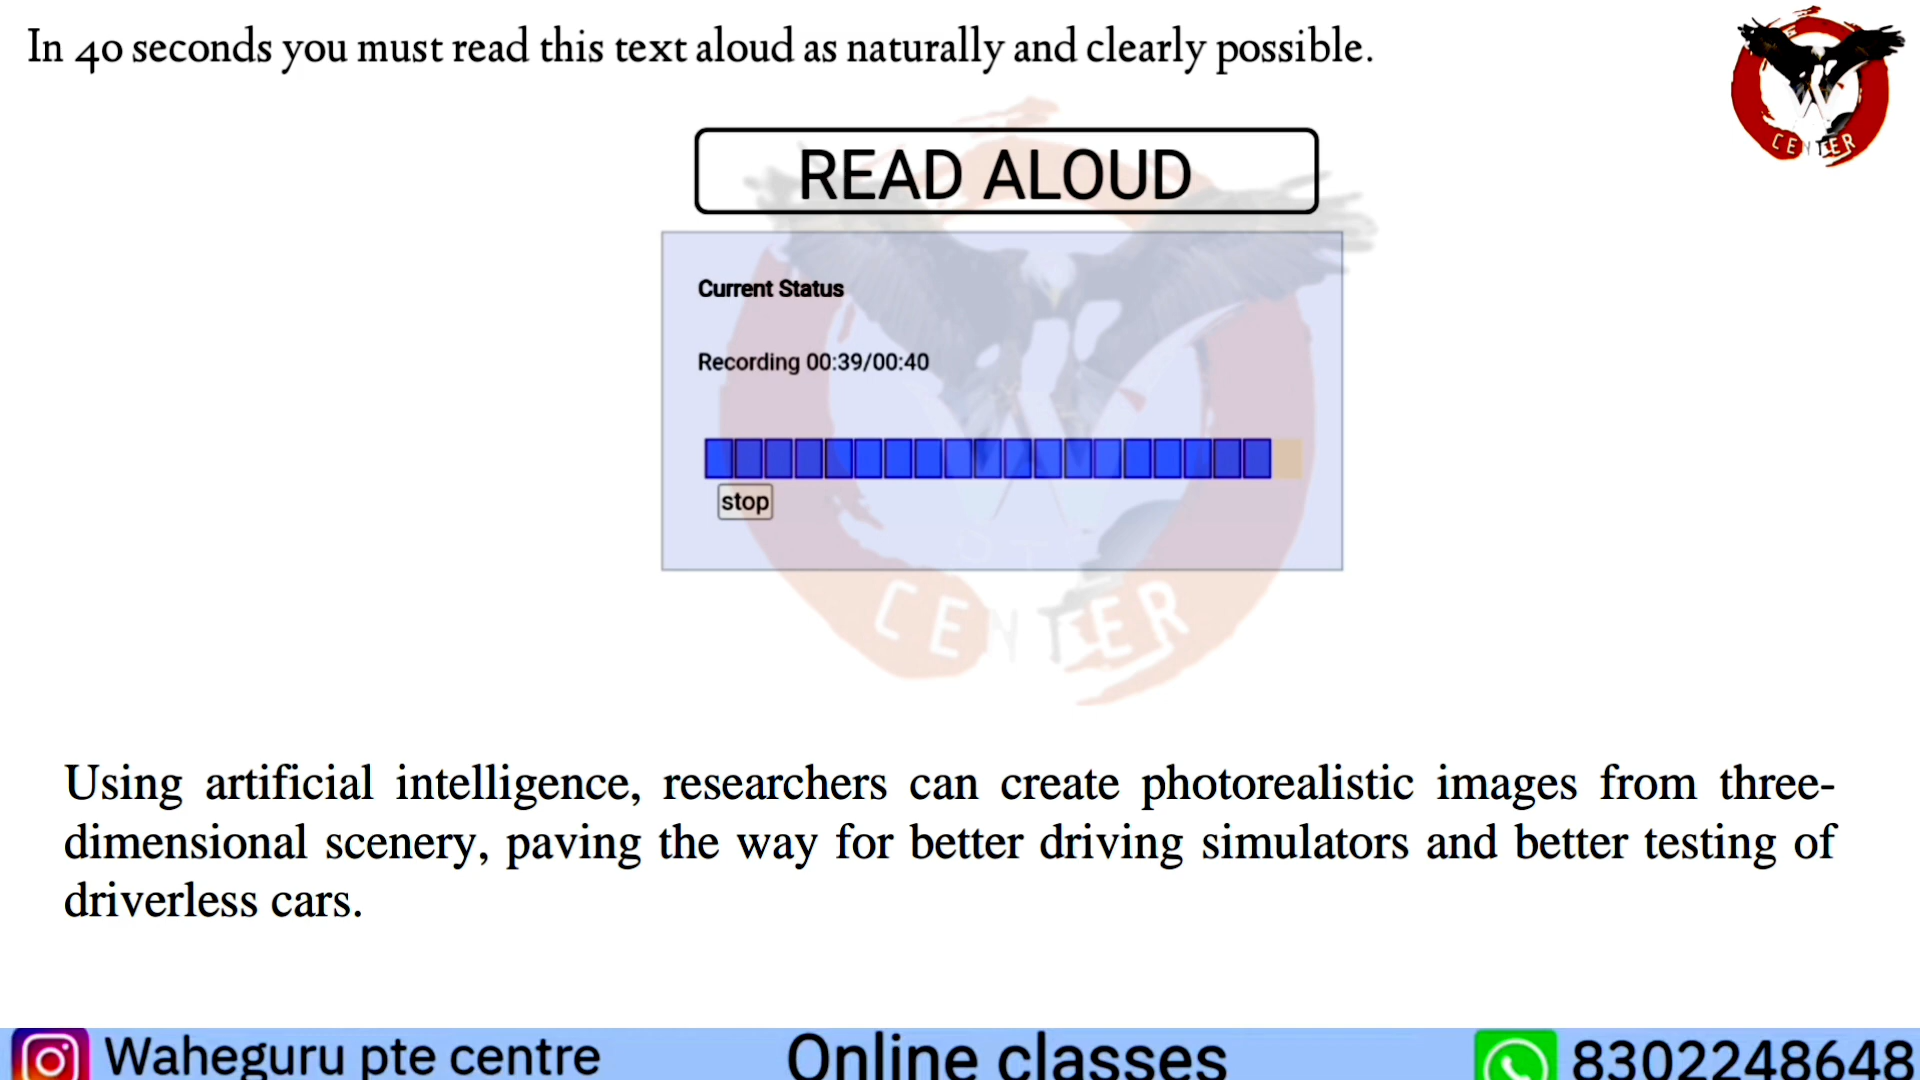 In 40 seconds you must read this text aloud as naturally and clearly possible.
CENTER
READ ALOUD
Current Status
Recording 00:39/00:40
stop
CENTER
Using artificial intelligence, researchers can create photorealistic images from three-
dimensional scenery, paving the way for better driving simulators and better testing of
driverless cars.
Waheguru pte centre
Online classes
8302248648